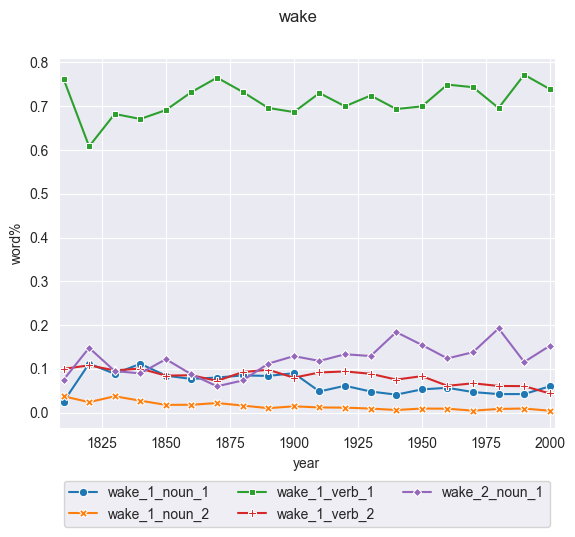 wake
0.8
0.7
0.6
0.5
0.4
0.3
0.2
0.1
0.0
word%
1825 1850 1875 1900 1925 1950 1975 2000
year
wake_1_noun_1 wake_1_verb_1 wake_2_noun_1
wake_1_noun_2 wake_1_verb_2